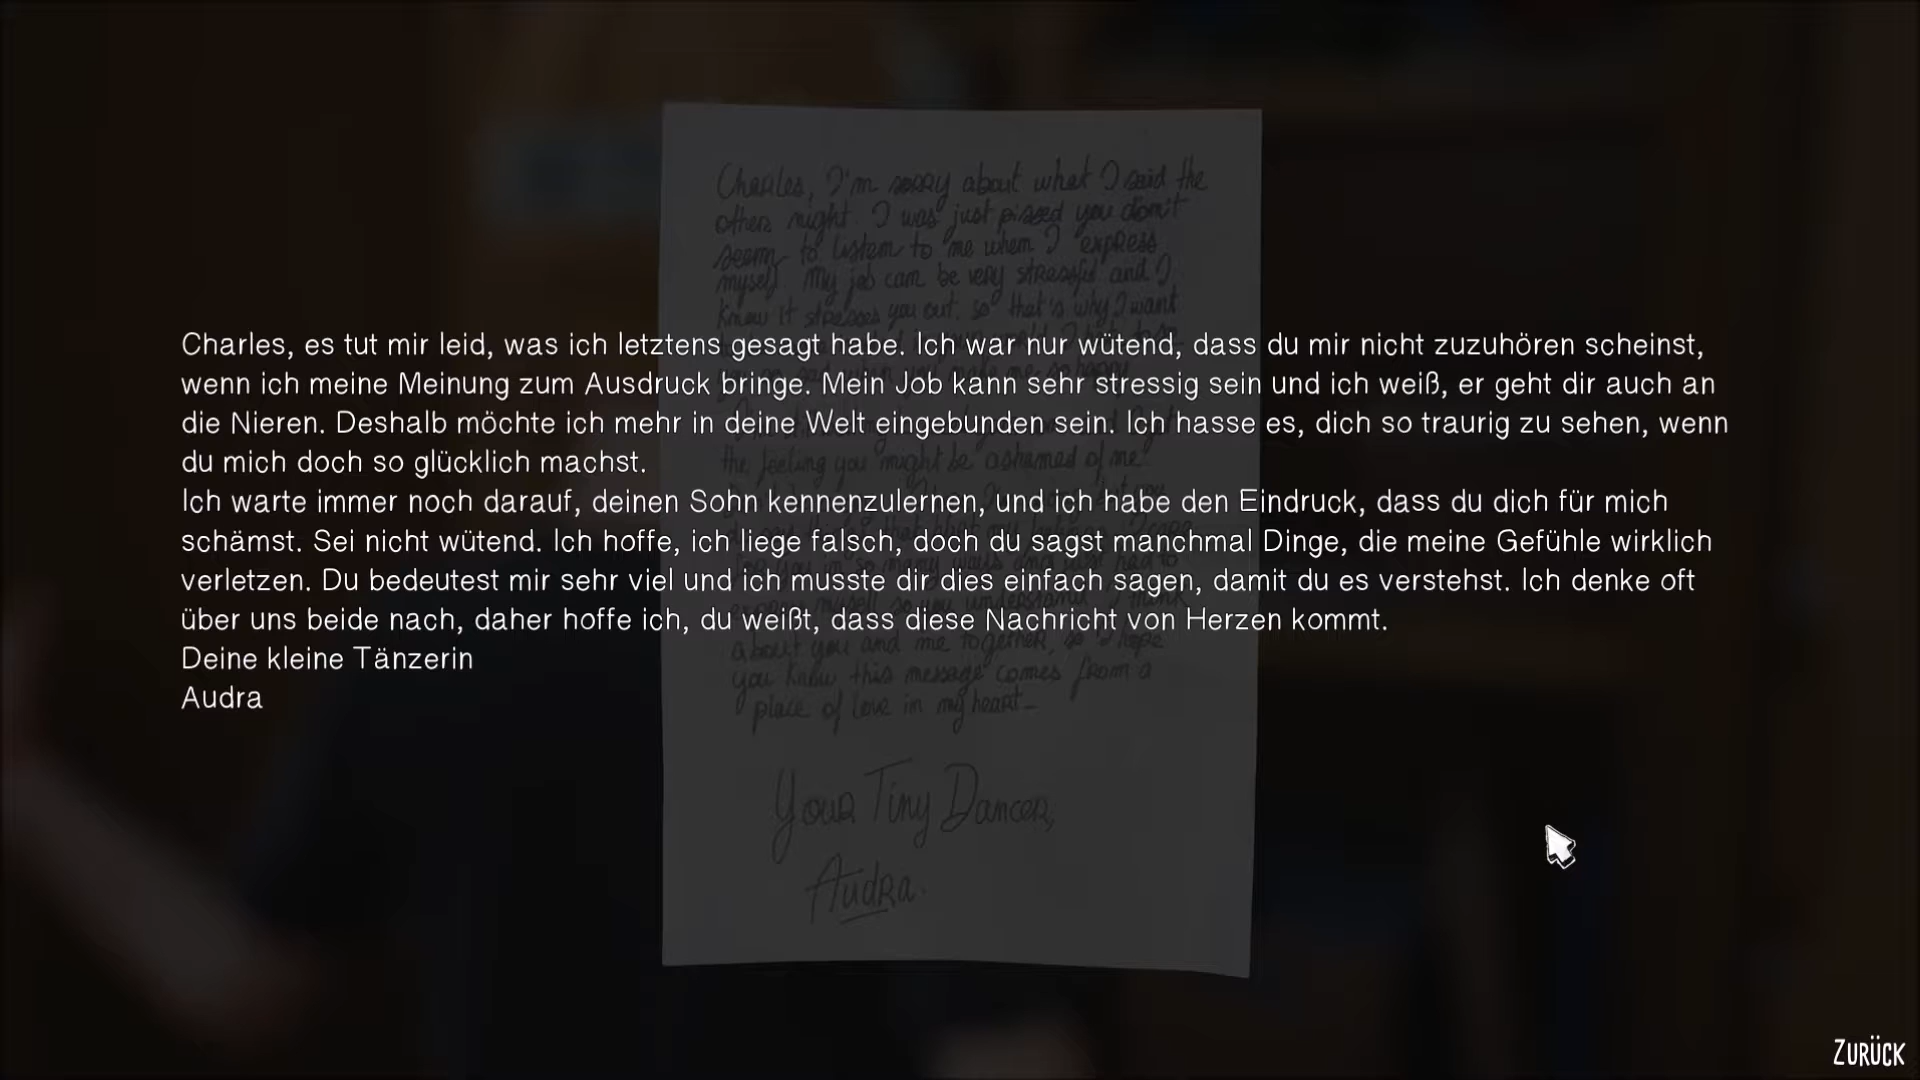 Charles, es tut mir leid, was ich letztens gesagt habe. Ich war nur wütend, dass du mir nicht zuzuhören scheinst,
wenn ich meine Meinung zum Ausdruck bringe. Mein Job kann sehr stressig sein und ich weiß, er geht dir auch an
die Nieren. Deshalb möchte ich mehr in deine Welt eingebunden sein. Ich hasse es, dich so traurig zu sehen, wenn
du mich doch so glücklich machst.
Ich warte immer noch darauf, deinen Sohn kennenzulernen, und ich habe den Eindruck, dass du dich für mich
schämst. Sei nicht wütend. Ich hoffe, ich liege falsch, doch du sagst manchmal Dinge, die meine Gefühle wirklich
verletzen. Du bedeutest mir sehr viel und ich musste dir dies einfach sagen, damit du es verstehst. Ich denke oft
über uns beide nach, daher hoffe ich, du weißt, dass diese Nachricht von Herzen kommt.
Deine kleine Tänzerin
Audra
Charles, I'm sorry about what I said the
other night. I was just pissed you don't
seem to listen to me when I express
myself. My job can be very stressful and I
know it stresses you out. so that's why I want
the feeling you might be ashamed of me.
about you and me together, so I hope
you know this message comes from a
place of love in my heart_
Your Tiny Dancer,
Audra.
ZURÜCK